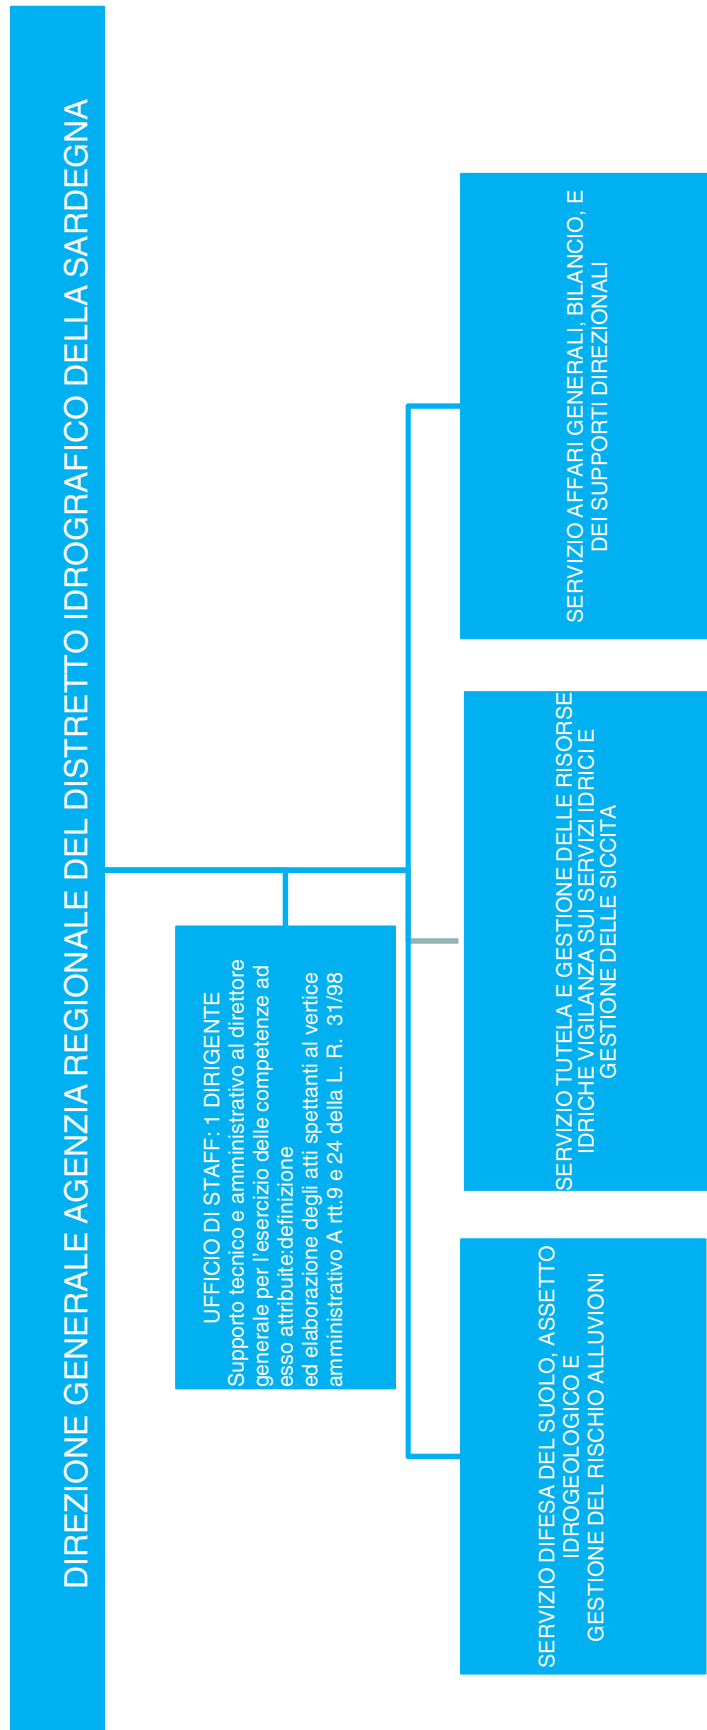 DIREZIONE GENERALE AGENZIA REGIONALE DEL DISTRETTO IDROGRAFICO DELLA SARDEGNA
UFFICIO DI STAFF: 1 DIRIGENTE
Supporto tecnico e amministrativo al direttore
generale per l'esercizio delle competenze ad
esso attribuite:definizione
ed elaborazione degli atti spettanti al vertice
amministrativo A rtt.9 e 24 della L. R. 31/98
SERVIZIO DIFESA DEL SUOLO, ASSETTO
IDROGEOLOGICO E
GESTIONE DEL RISCHIO ALLUVIONI
SERVIZIO TUTELA E GESTIONE DELLE RISORSE
IDRICHE VIGILANZA SUI SERVIZI IDRICI E
GESTIONE DELLE SICCITA
SERVIZIO AFFARI GENERALI, BILANCIO, E
DEI SUPPORTI DIREZIONALI